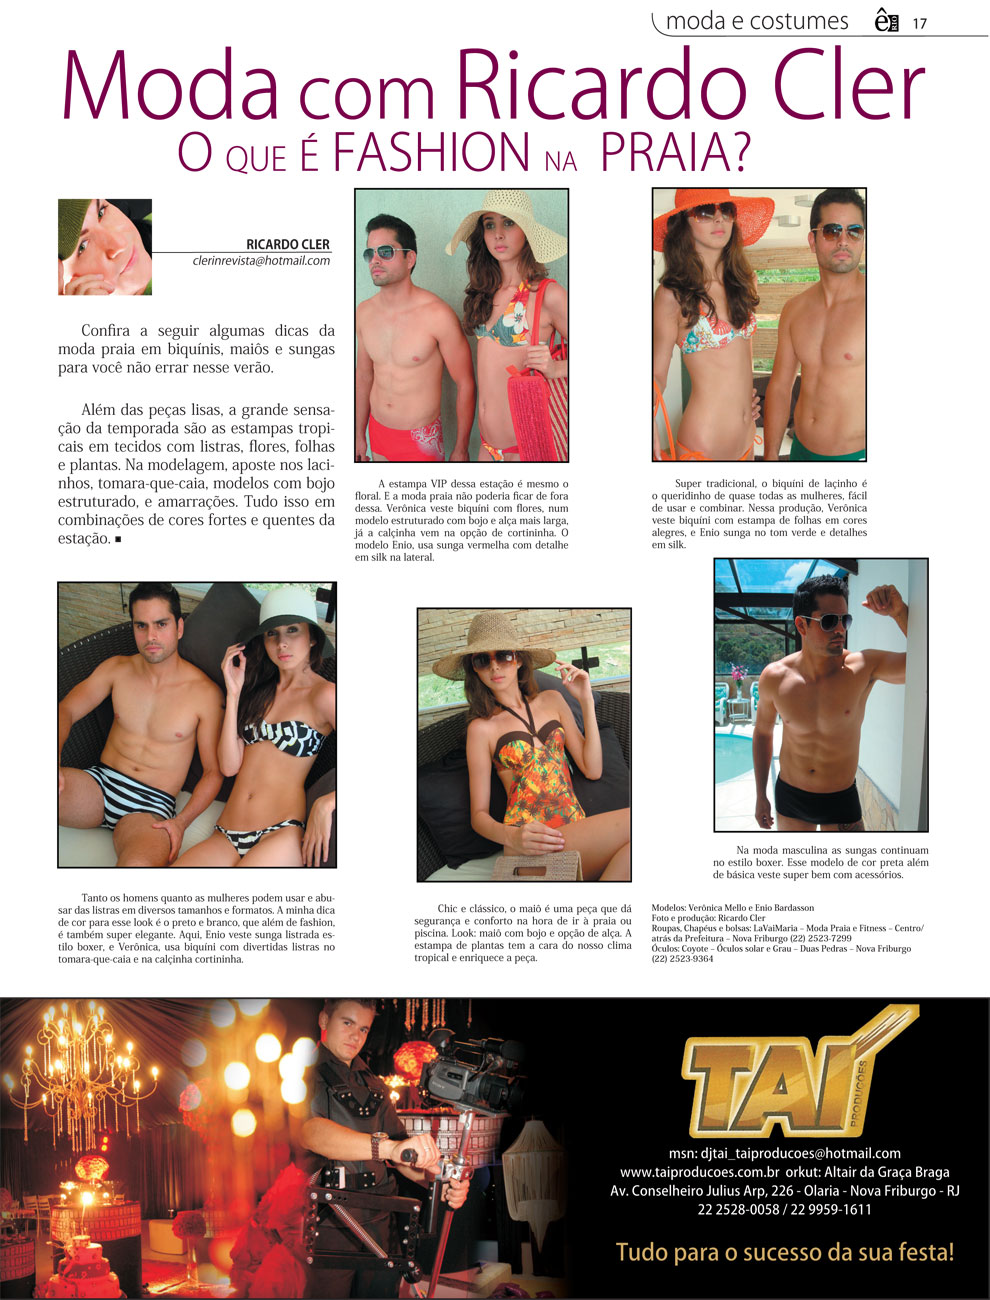 moda e costumes
17
Moda com Ricardo Cler
O QUE É FASHION NA PRAIA?
RICARDO CLER
clerinrevista@hotmail.com
Confira a seguir algumas dicas da
moda praia em biquínis, maiôs e sungas
para você não errar nesse verão.
Além das peças lisas, a grande sensa-
ção da temporada são as estampas tropi-
cais em tecidos com listras, flores, folhas
e plantas. Na modelagem, aposte nos laci-
nhos, tomara-que-caia, modelos com bojo
estruturado, e amarrações. Tudo isso em
combinações de cores fortes e quentes da
estação.
A estampa VIP dessa estação é mesmo o
floral. E a moda praia não poderia ficar de fora
dessa. Verônica veste biquíni com flores, num
modelo estruturado com bojo e alça mais larga,
já a calçinha vem na opção de cortininha. O
modelo Enio, usa sunga vermelha com detalhe
em silk na lateral.
Super tradicional, o biquíni de laçinho é
o queridinho de quase todas as mulheres, fácil
de usar e combinar. Nessa produção, Verônica
veste biquíni com estampa de folhas em cores
alegres, e Enio sunga no tom verde e detalhes
em silk.
Tanto os homens quanto as mulheres podem usar e abu-
sar das listras em diversos tamanhos e formatos. A minha dica
de cor para esse look é o preto e branco, que além de fashion,
é também super elegante. Aqui, Enio veste sunga listrada es-
tilo boxer, e Verônica, usa biquíni com divertidas listras no
tomara-que-caia e na calçinha cortininha.
Chic e clássico, o maiô é uma peça que dá
segurança e conforto na hora de ir à praia ou
piscina. Look: maiô com bojo e opção de alça. A
estampa de plantas tem a cara do nosso clima
tropical e enriquece a peça.
Na moda masculina as sungas continuam
no estilo boxer. Esse modelo de cor preta além
de básica veste super bem com acessórios.
Modelos: Verônica Mello e Enio Bardasson
Foto e produção: Ricardo Cler
Roupas, Chapéus e bolsas: LaVaiMaria – Moda Praia e Fitness – Centro/
atrás da Prefeitura – Nova Friburgo (22) 2523-7299
Óculos: Coyote – Óculos solar e Grau – Duas Pedras – Nova Friburgo
(22) 2523-9364
TAÍ
PRODUÇÕES
msn: djtai_taiproducoes@hotmail.com
www.taiproducoes.com.br orkut: Altair da Graça Braga
Av. Conselheiro Julius Arp, 226 - Olaria - Nova Friburgo - RJ
22 2528-0058 / 22 9959-1611
Tudo para o sucesso da sua festa!